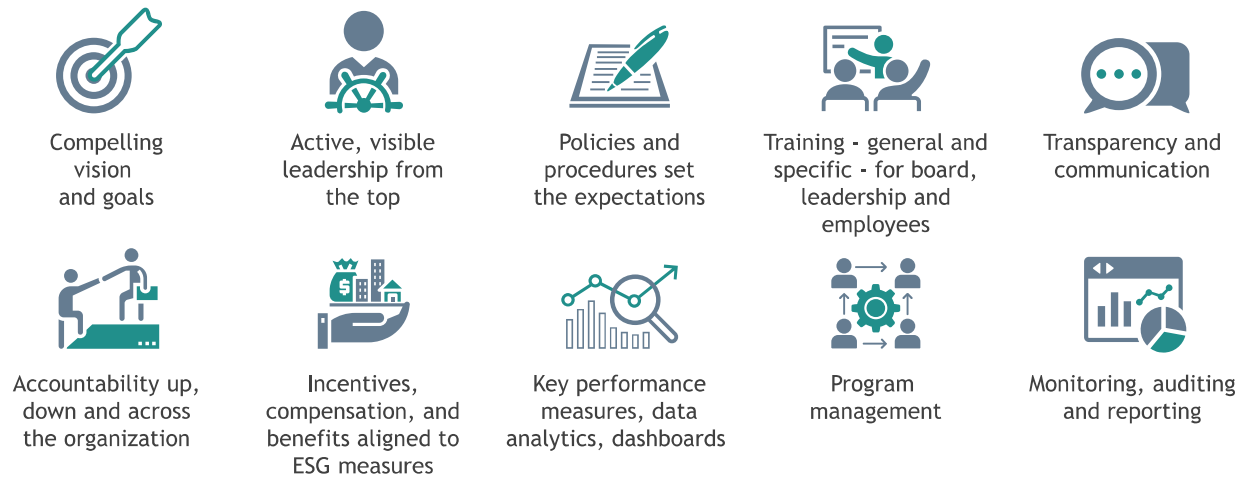 Compelling
vision
and goals
Active, visible
leadership from
the top
Policies and
procedures set
the expectations
Training - general and
specific - for board,
leadership and
employees
Transparency and
communication
$
Accountability up,
down and across
the organization
Incentives,
compensation, and
benefits aligned to
ESG measures
Key performance
measures, data
analytics, dashboards
Program
management
Monitoring, auditing
and reporting